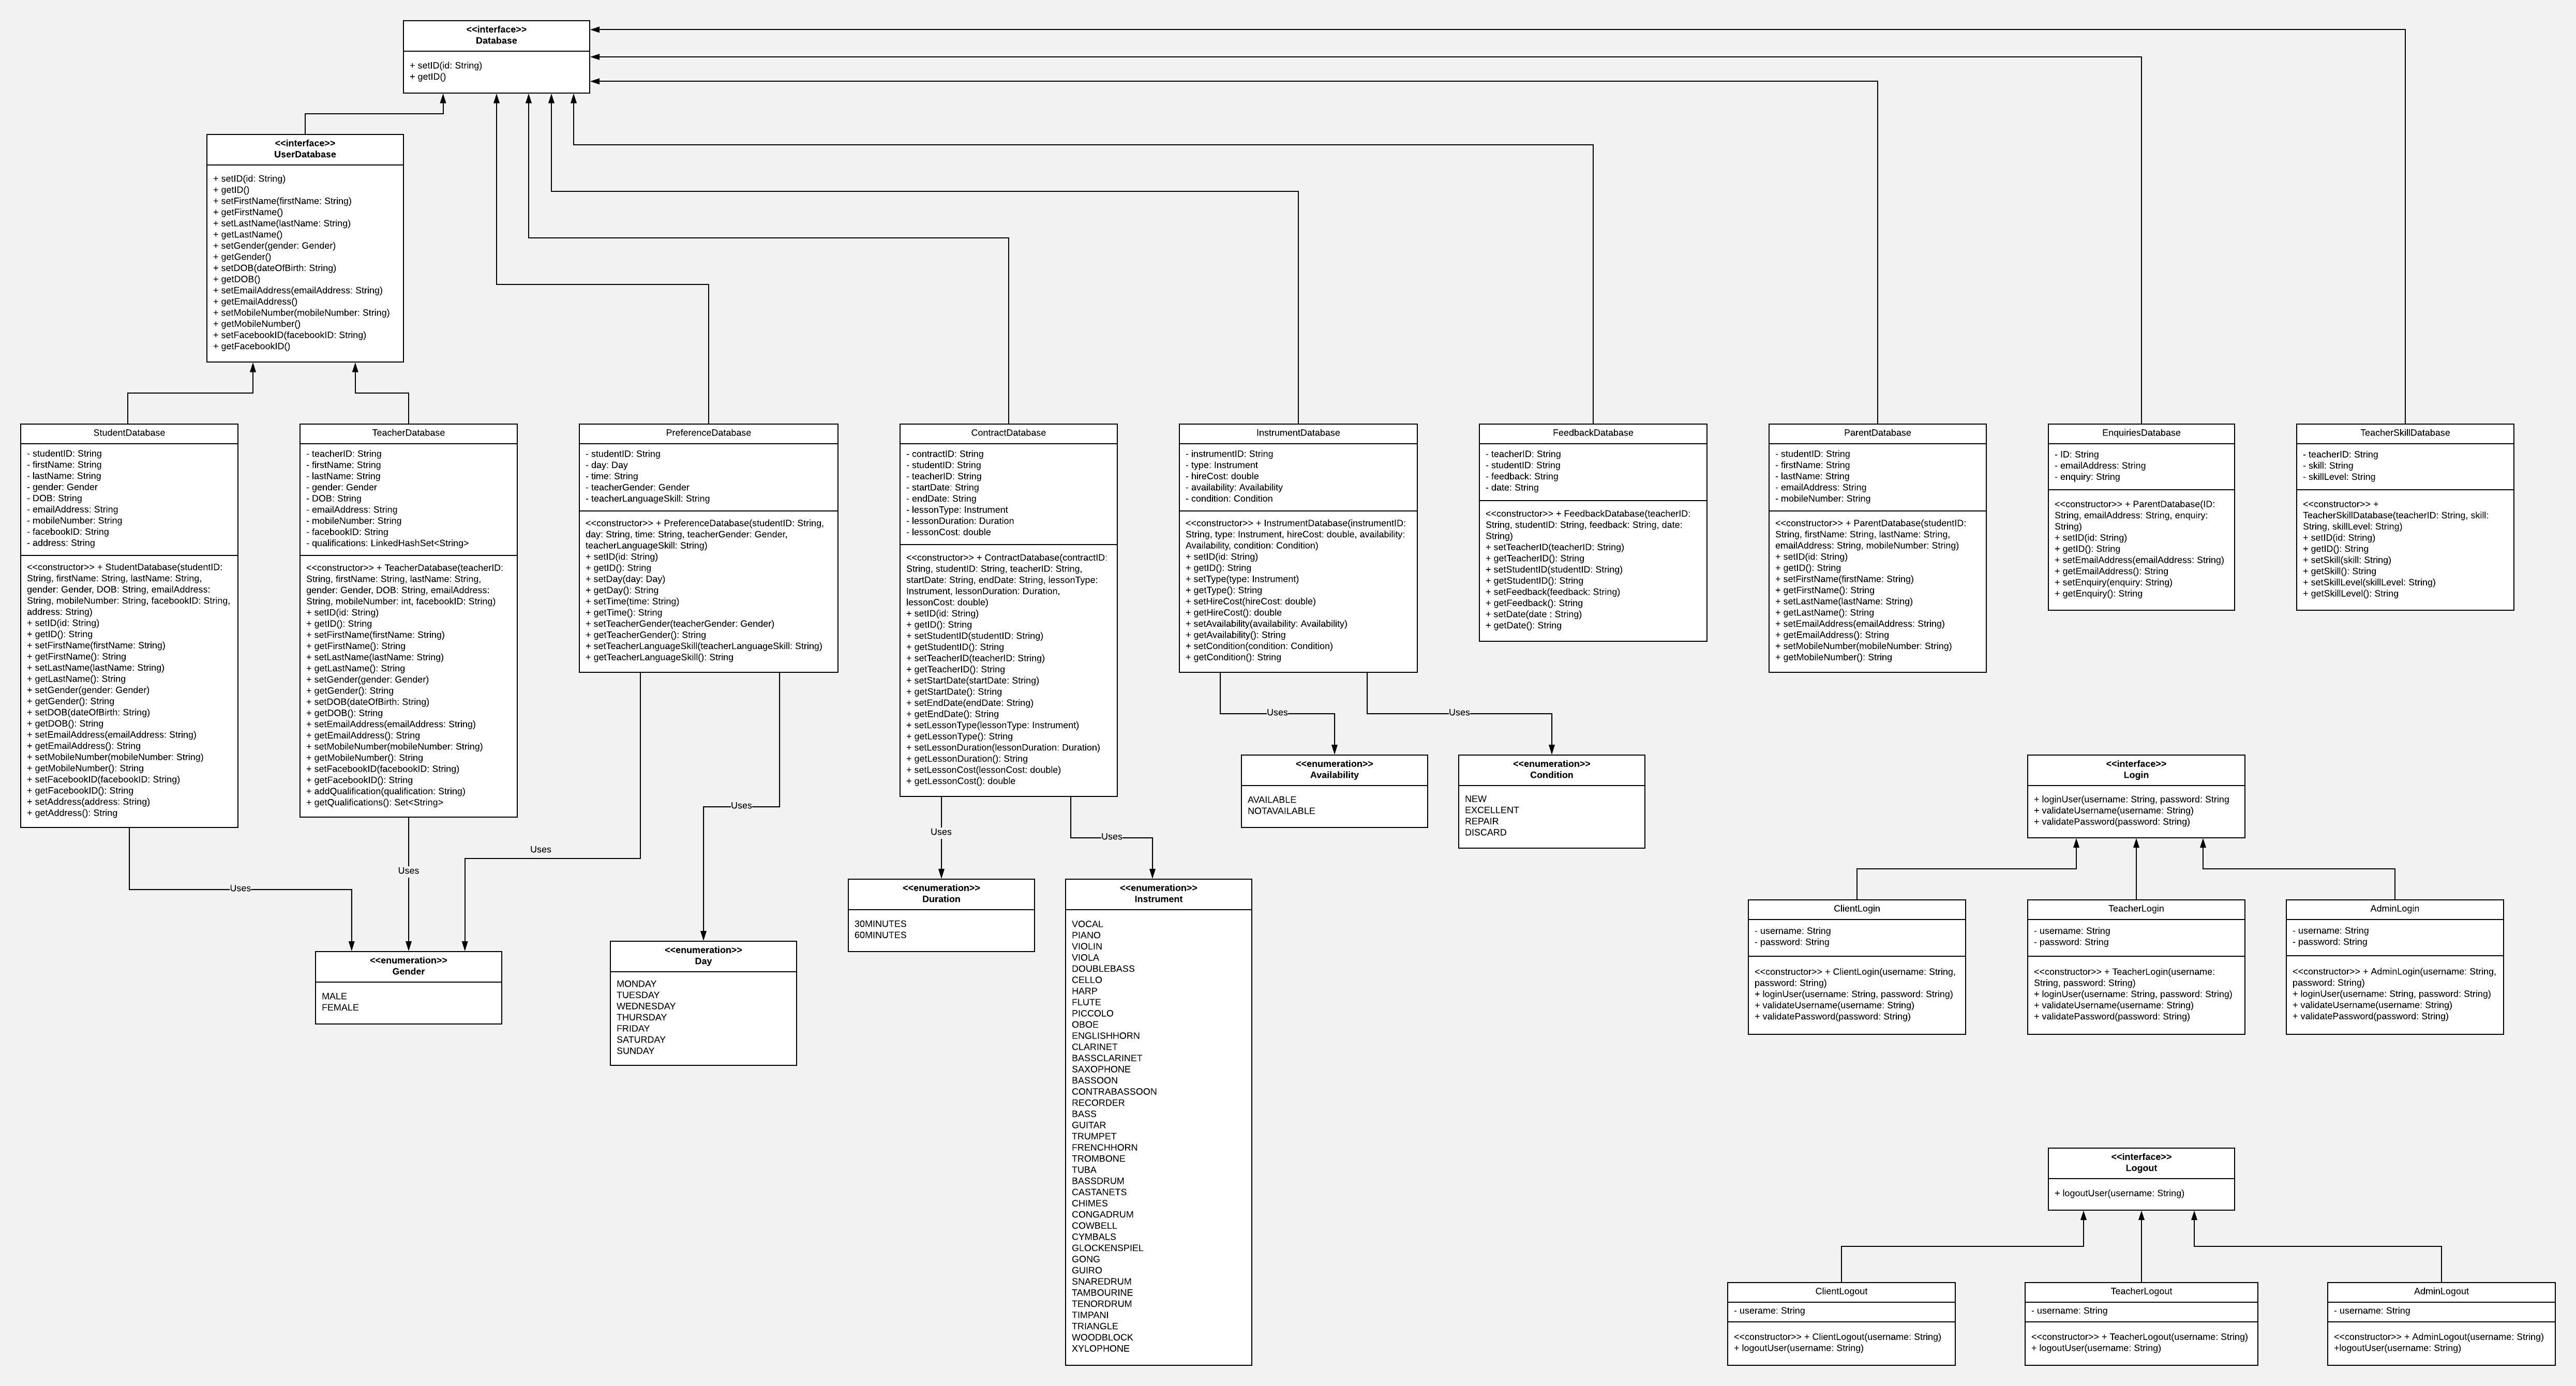 <<interface>>
Database
+ setID(id: String)
+ getID()
<<interface>>
UserDatabase
+ setID(id: String)
+ getID()
+ setFirstName(firstName: String)
+ getFirstName()
+ setLastName(lastName: String)
+ getLastName()
+ setGender(gender: Gender)
+ getGender()
+ setDOB(dateOfBirth: String)
+ getDOB()
+ setEmailAddress(emailAddress: String)
+ getEmailAddress()
+ setMobileNumber(mobileNumber: String)
+ getMobileNumber()
+ setFacebookID(facebookID: String)
+ getFacebookID()
StudentDatabase
- studentID: String
- firstName: String
- lastName: String
- gender: Gender
- DOB: String
- emailAddress: String
- mobileNumber: String
- facebookID: String
- address: String
<<constructor>> + StudentDatabase(studentID:
String, firstName: String, lastName: String,
gender: Gender, DOB: String, emailAddress:
String, mobileNumber: String, facebookID: String,
address: String)
+ setID(id: String)
+ getID(): String
+ setFirstName(firstName: String)
+ getFirstName(): String
+ setLastName(lastName: String)
+ getLastName(): String
+ setGender(gender: Gender)
+ getGender(): String
+ setDOB(dateOfBirth: String)
+ getDOB(): String
+ setEmailAddress(emailAddress: String)
+ getEmailAddress(): String
+ setMobileNumber(mobileNumber: String)
+ getMobileNumber(): String
+ setFacebookID(facebookID: String)
+ getFacebookID(): String
+ setAddress(address: String)
+ getAddress(): String
TeacherDatabase
- teacherID: String
- firstName: String
- lastName: String
- gender: Gender
- DOB: String
- emailAddress: String
- mobileNumber: String
- facebookID: String
- qualifications: LinkedHashSet<String>
<<constructor>> + TeacherDatabase(teacherID:
String, firstName: String, lastName: String,
gender: Gender, DOB: String, emailAddress:
String, mobileNumber: int, facebookID: String)
+ setID(id: String)
+ getID(): String
+ setFirstName(firstName: String)
+ getFirstName(): String
+ setLastName(lastName: String)
+ getLastName(): String
+ setGender(gender: Gender)
+ getGender(): String
+ setDOB(dateOfBirth: String)
+ getDOB(): String
+ setEmailAddress(emailAddress: String)
+ getEmailAddress(): String
+ setMobileNumber(mobileNumber: String)
+ getMobileNumber(): String
+ setFacebookID(facebookID: String)
+ getFacebookID(): String
+ addQualification(qualification: String)
+ getQualifications(): Set<String>
PreferenceDatabase
- studentID: String
- day: Day
- time: String
- teacherGender: Gender
- teacherLanguageSkill: String
<<constructor>> + PreferenceDatabase(studentID: String,
day: String, time: String, teacherGender: Gender,
teacherLanguageSkill: String)
+ setID(id: String)
+ getID(): String
+ setDay(day: Day)
+ getDay(): String
+ setTime(time: String)
+ getTime(): String
+ setTeacherGender(teacherGender: Gender)
+ getTeacherGender(): String
+ setTeacherLanguageSkill(teacherLanguageSkill: String)
+ getTeacherLanguageSkill(): String
ContractDatabase
- contractID: String
- studentID: String
- teacherID: String
- startDate: String
- endDate: String
- lessonType: Instrument
- lessonDuration: Duration
- lessonCost: double
<<constructor>> + ContractDatabase(contractID:
String, studentID: String, teacherID: String,
startDate: String, endDate: String, lessonType:
Instrument, lessonDuration: Duration,
lessonCost: double)
+ setID(id: String)
+ getID(): String
+ setStudentID(studentID: String)
+ getStudentID(): String
+ setTeacherID(teacherID: String)
+ getTeacherID(): String
+ setStartDate(startDate: String)
+ getStartDate(): String
+ setEndDate(endDate: String)
+ getEndDate(): String
+ setLessonType(lessonType: Instrument)
+ getLessonType(): String
+ setLessonDuration(lessonDuration: Duration)
+ getLessonDuration(): String
+ setLessonCost(lessonCost: double)
+ getLessonCost(): double
InstrumentDatabase
- instrumentID: String
- type: Instrument
- hireCost: double
- availability: Availability
- condition: Condition
<<constructor>> + InstrumentDatabase(instrumentID:
String, type: Instrument, hireCost: double, availability:
Availability, condition: Condition)
+ setID(id: String)
+ getID(): String
+ setType(type: Instrument)
+ getType(): String
+ setHireCost(hireCost: double)
+ getHireCost(): double
+ setAvailability(availability: Availability)
+ getAvailability(): String
+ setCondition(condition: Condition)
+ getCondition(): String
FeedbackDatabase
- teacherID: String
- studentID: String
- feedback: String
- date: String
<<constructor>> + FeedbackDatabase(teacherID:
String, studentID: String, feedback: String, date:
String)
+ setTeacherID(teacherID: String)
+ getTeacherID(): String
+ setStudentID(studentID: String)
+ getStudentID(): String
+ setFeedback(feedback: String)
+ getFeedback(): String
+ setDate(date : String)
+ getDate(): String
ParentDatabase
- studentID: String
- firstName: String
- lastName: String
- emailAddress: String
- mobileNumber: String
<<constructor>> + ParentDatabase(studentID:
String, firstName: String, lastName: String,
emailAddress: String, mobileNumber: String)
+ setID(id: String)
+ getID(): String
+ setFirstName(firstName: String)
+ getFirstName(): String
+ setLastName(lastName: String)
+ getLastName(): String
+ setEmailAddress(emailAddress: String)
+ getEmailAddress(): String
+ setMobileNumber(mobileNumber: String)
+ getMobileNumber(): String
EnquiriesDatabase
- ID: String
- emailAddress: String
- enquiry: String
<<constructor>> + ParentDatabase(ID:
String, emailAddress: String, enquiry:
String)
+ setID(id: String)
+ getID(): String
+ setEmailAddress(emailAddress: String)
+ getEmailAddress(): String
+ setEnquiry(enquiry: String)
+ getEnquiry(): String
TeacherSkillDatabase
- teacherID: String
- skill: String
- skillLevel: String
<<constructor>> +
TeacherSkillDatabase(teacherID: String, skill:
String, skillLevel: String)
+ setID(id: String)
+ getID(): String
+ setSkill(skill: String)
+ getSkill(): String
+ setSkillLevel(skillLevel: String)
+ getSkillLevel(): String
Uses
Uses
Uses
Uses
Uses
Uses
Uses
Uses
<<enumeration>>
Availability
AVAILABLE
NOTAVAILABLE
<<enumeration>>
Condition
NEW
EXCELLENT
REPAIR
DISCARD
<<enumeration>>
Gender
MALE
FEMALE
<<enumeration>>
Day
MONDAY
TUESDAY
WEDNESDAY
THURSDAY
FRIDAY
SATURDAY
SUNDAY
<<enumeration>>
Duration
30MINUTES
60MINUTES
<<enumeration>>
Instrument
VOCAL
PIANO
VIOLIN
VIOLA
DOUBLEBASS
CELLO
HARP
FLUTE
PICCOLO
OBOE
ENGLISHHORN
CLARINET
BASSCLARINET
SAXOPHONE
BASSOON
CONTRABASSOON
RECORDER
BASS
GUITAR
TRUMPET
FRENCHHORN
TROMBONE
TUBA
BASSDRUM
CASTANETS
CHIMES
CONGADRUM
COWBELL
CYMBALS
GLOCKENSPIEL
GONG
GUIRO
SNAREDRUM
TAMBOURINE
TENORDRUM
TIMPANI
TRIANGLE
WOODBLOCK
XYLOPHONE
<<interface>>
Login
+ loginUser(username: String, password: String
+ validateUsername(username: String)
+ validatePassword(password: String)
ClientLogin
- username: String
- password: String
<<constructor>> + ClientLogin(username: String,
password: String)
+ loginUser(username: String, password: String)
+ validateUsername(username: String)
+ validatePassword(password: String)
TeacherLogin
- username: String
- password: String
<<constructor>> + TeacherLogin(username:
String, password: String)
+ loginUser(username: String, password: String)
+ validateUsername(username: String)
+ validatePassword(password: String)
AdminLogin
- username: String
- password: String
<<constructor>> + AdminLogin(username: String,
password: String)
+ loginUser(username: String, password: String)
+ validateUsername(username: String)
+ validatePassword(password: String)
<<interface>>
Logout
+ logoutUser(username: String)
ClientLogout
- userame: String
<<constructor>> + ClientLogout(username: String)
+ logoutUser(username: String)
TeacherLogout
- username: String
<<constructor>> + TeacherLogout(username: String)
+ logoutUser(username: String)
AdminLogout
- username: String
<<constructor>> + AdminLogout(username: String)
+logoutUser(username: String)